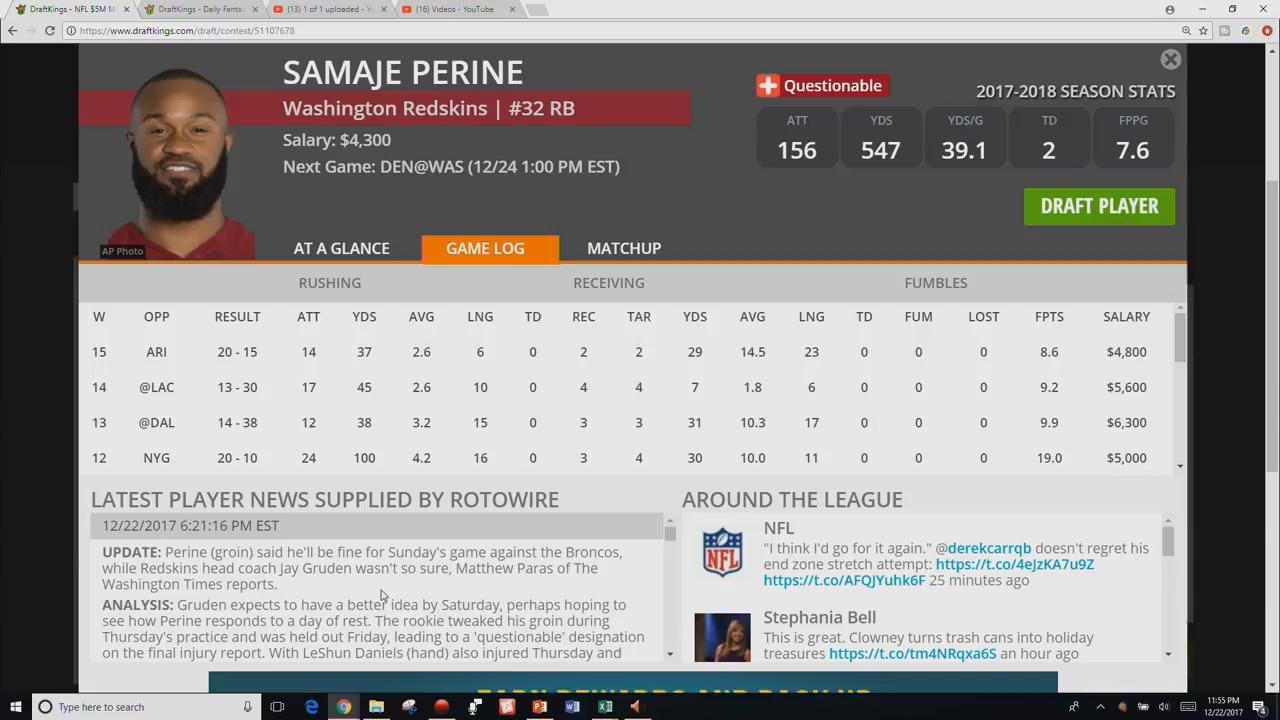 DraftKings - NFL $5M M
DraftKings - Daily Fantas
(13) 1 of 1 uploaded - Yo
(16) Videos - YouTube
https://www.draftkings.com/draft/contest/51107678
SAMAJE PERINE
Washington Redskins | #32 RB
Salary: $4,300
Next Game: DEN@WAS (12/24 1:00 PM EST)
AP Photo
Questionable
2017-2018 SEASON STATS
ATT YDS YDS/G TD FPPG
156 547 39.1 2 7.6
DRAFT PLAYER
AT A GLANCE GAME LOG MATCHUP
RUSHING RECEIVING FUMBLES
W OPP RESULT ATT YDS AVG LNG TD REC TAR YDS AVG LNG TD FUM LOST FPTS SALARY
15 ARI 20 - 15 14 37 2.6 6 0 2 2 29 14.5 23 0 0 0 8.6 $4,800
14 @LAC 13 - 30 17 45 2.6 10 0 4 4 7 1.8 6 0 0 0 9.2 $5,600
13 @DAL 14 - 38 12 38 3.2 15 0 3 3 31 10.3 17 0 0 0 9.9 $6,300
12 NYG 20 - 10 24 100 4.2 16 0 3 4 30 10.0 11 0 0 0 19.0 $5,000
LATEST PLAYER NEWS SUPPLIED BY ROTOWIRE
12/22/2017 6:21:16 PM EST
UPDATE: Perine (groin) said he'll be fine for Sunday's game against the Broncos,
while Redskins head coach Jay Gruden wasn't so sure, Matthew Paras of The
Washington Times reports.
ANALYSIS: Gruden expects to have a better idea by Saturday, perhaps hoping to
see how Perine responds to a day of rest. The rookie tweaked his groin during
Thursday's practice and was held out Friday, leading to a 'questionable' designation
on the final injury report. With LeShun Daniels (hand) also injured Thursday and
AROUND THE LEAGUE
NFL
"I think I'd go for it again." @derekcarrqb doesn't regret his
end zone stretch attempt: https://t.co/4eJzKA7u9Z
https://t.co/AFQJYuhk6F 25 minutes ago
Stephania Bell
This is great. Clowney turns trash cans into holiday
treasures https://t.co/tm4NRqxa6S an hour ago
EARN REWARDS AND BACK UP
Type here to search
11:55 PM
12/22/2017